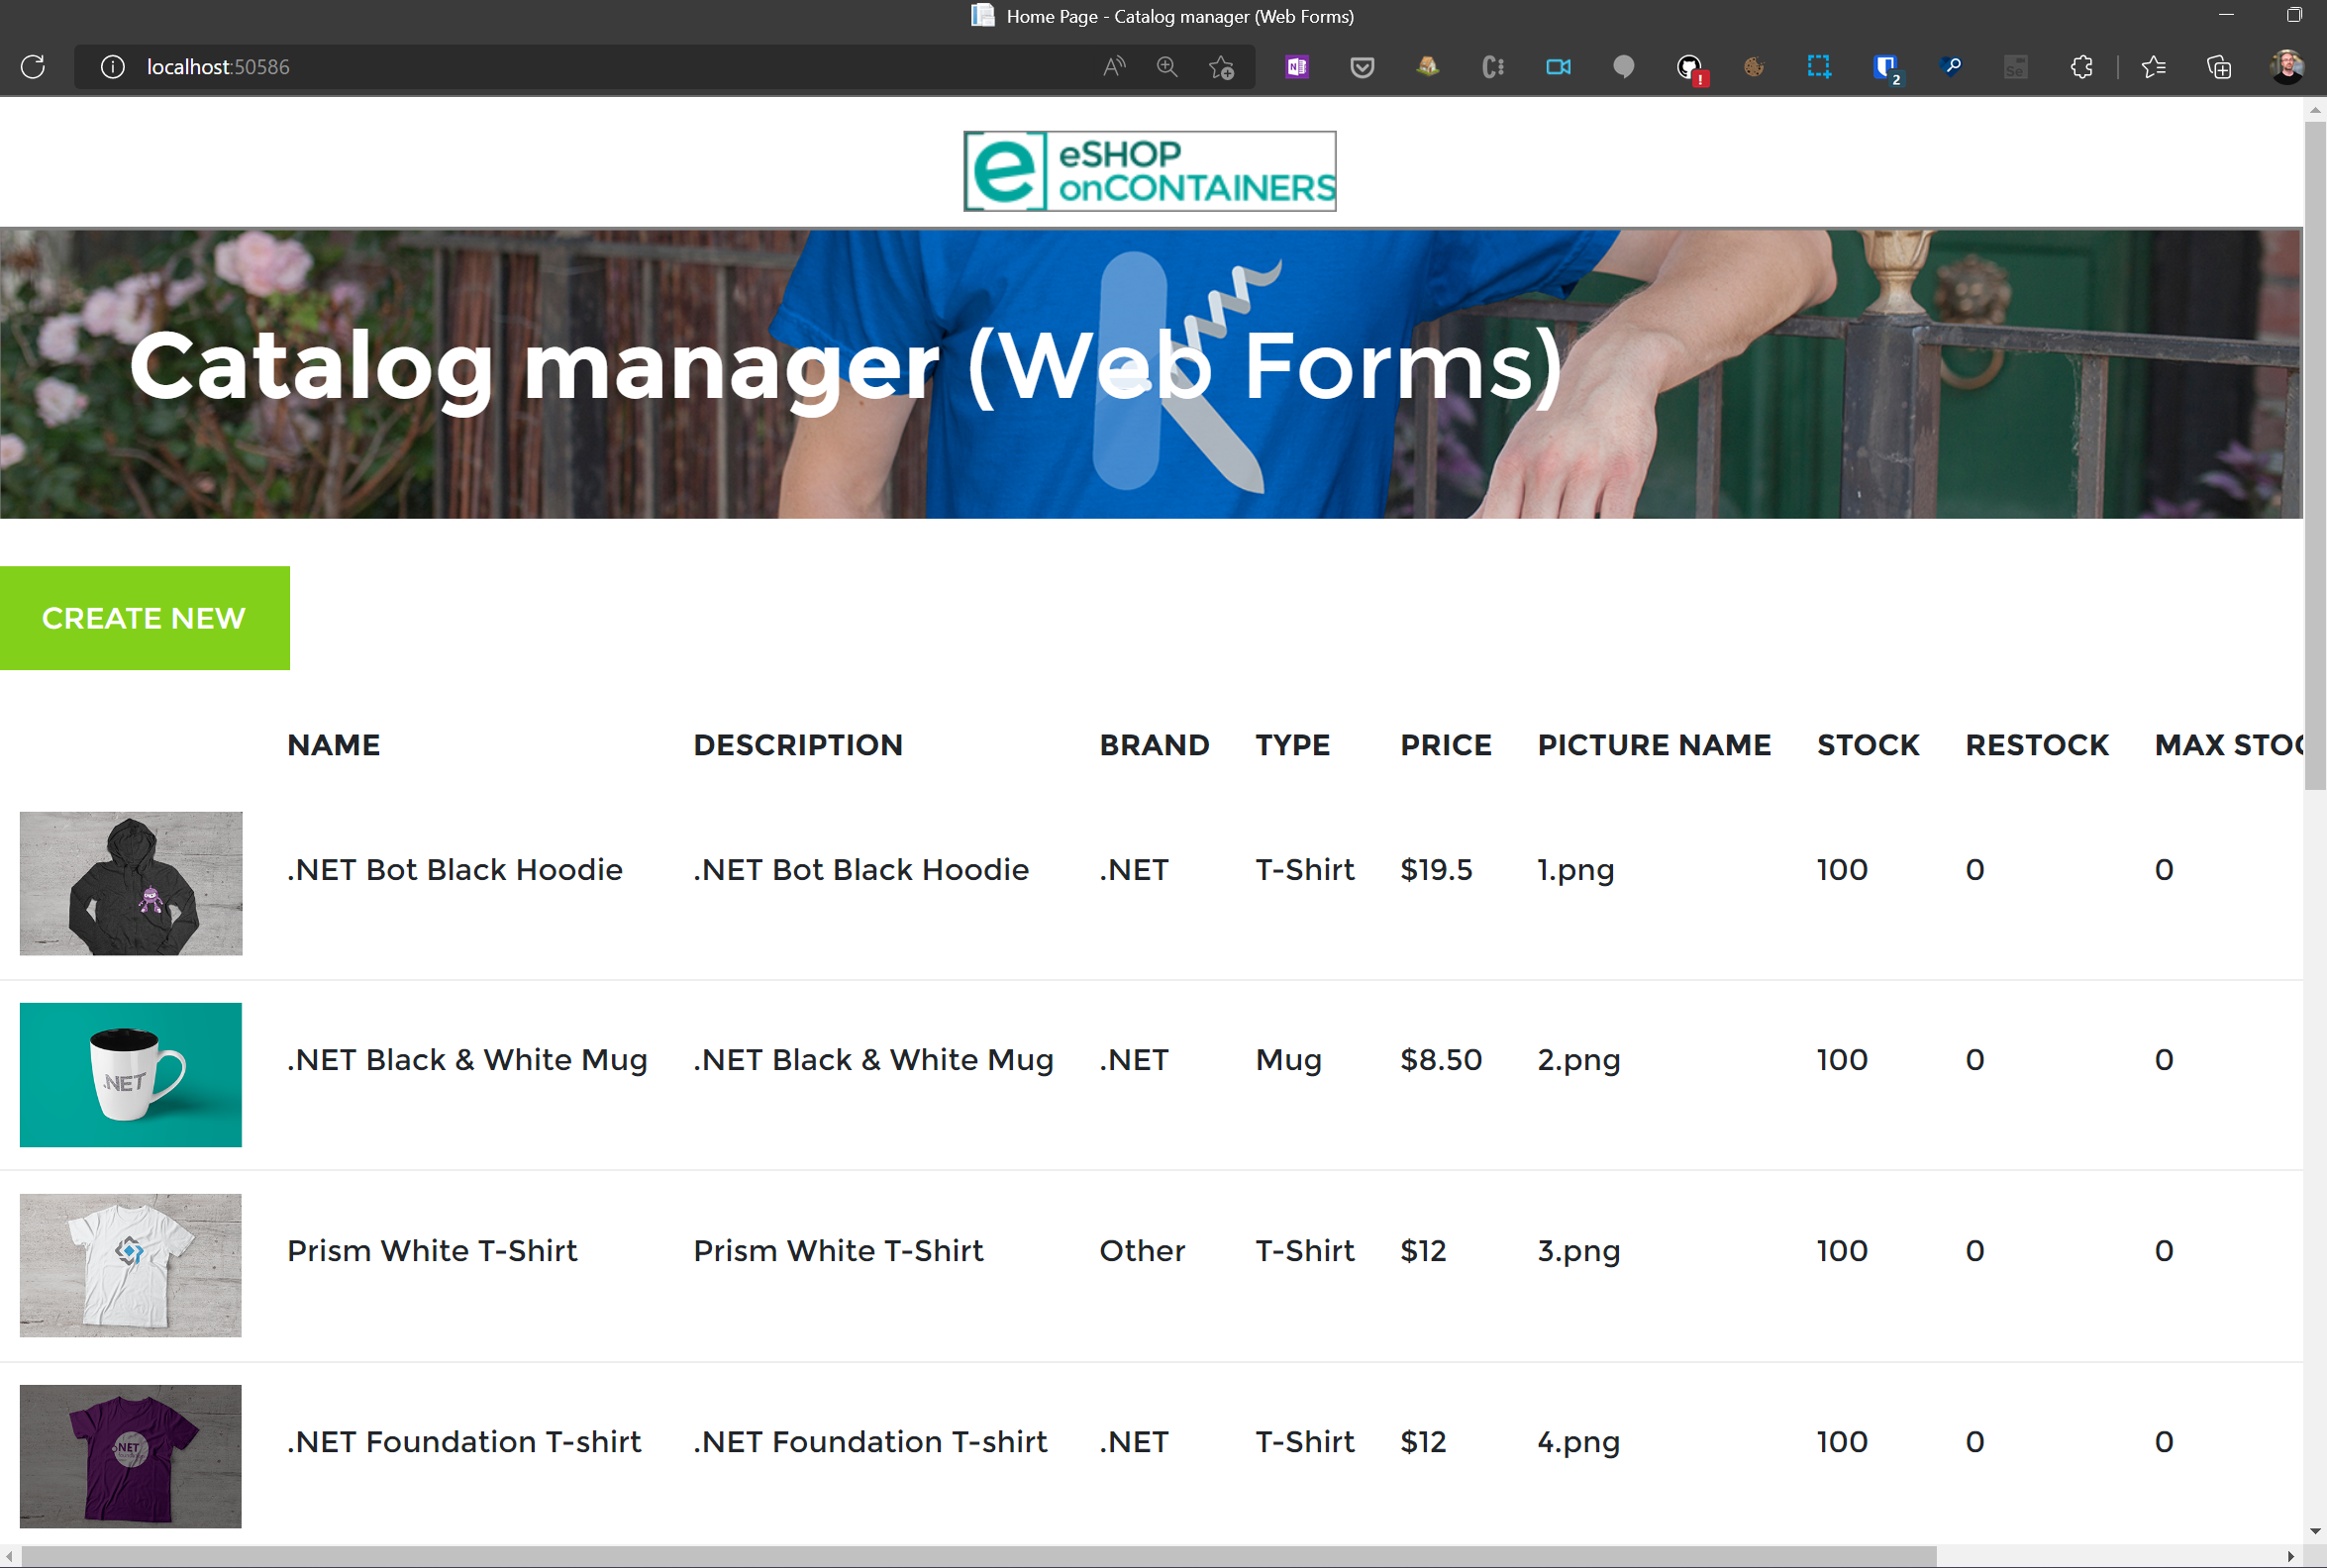 Home Page - Catalog manager (Web Forms)
localhost:50586
2
eSHOP
onCONTAINERS
Catalog manager (Web Forms)
CREATE NEW
NAME DESCRIPTION BRAND TYPE PRICE PICTURE NAME STOCK RESTOCK MAX STOC
.NET Bot Black Hoodie .NET Bot Black Hoodie .NET T-Shirt $19.5 1.png 100 0 0
.NET
.NET Black & White Mug .NET Black & White Mug .NET Mug $8.50 2.png 100 0 0
Prism White T-Shirt Prism White T-Shirt Other T-Shirt $12 3.png 100 0 0
.NET
.NET Foundation T-shirt .NET Foundation T-shirt .NET T-Shirt $12 4.png 100 0 0